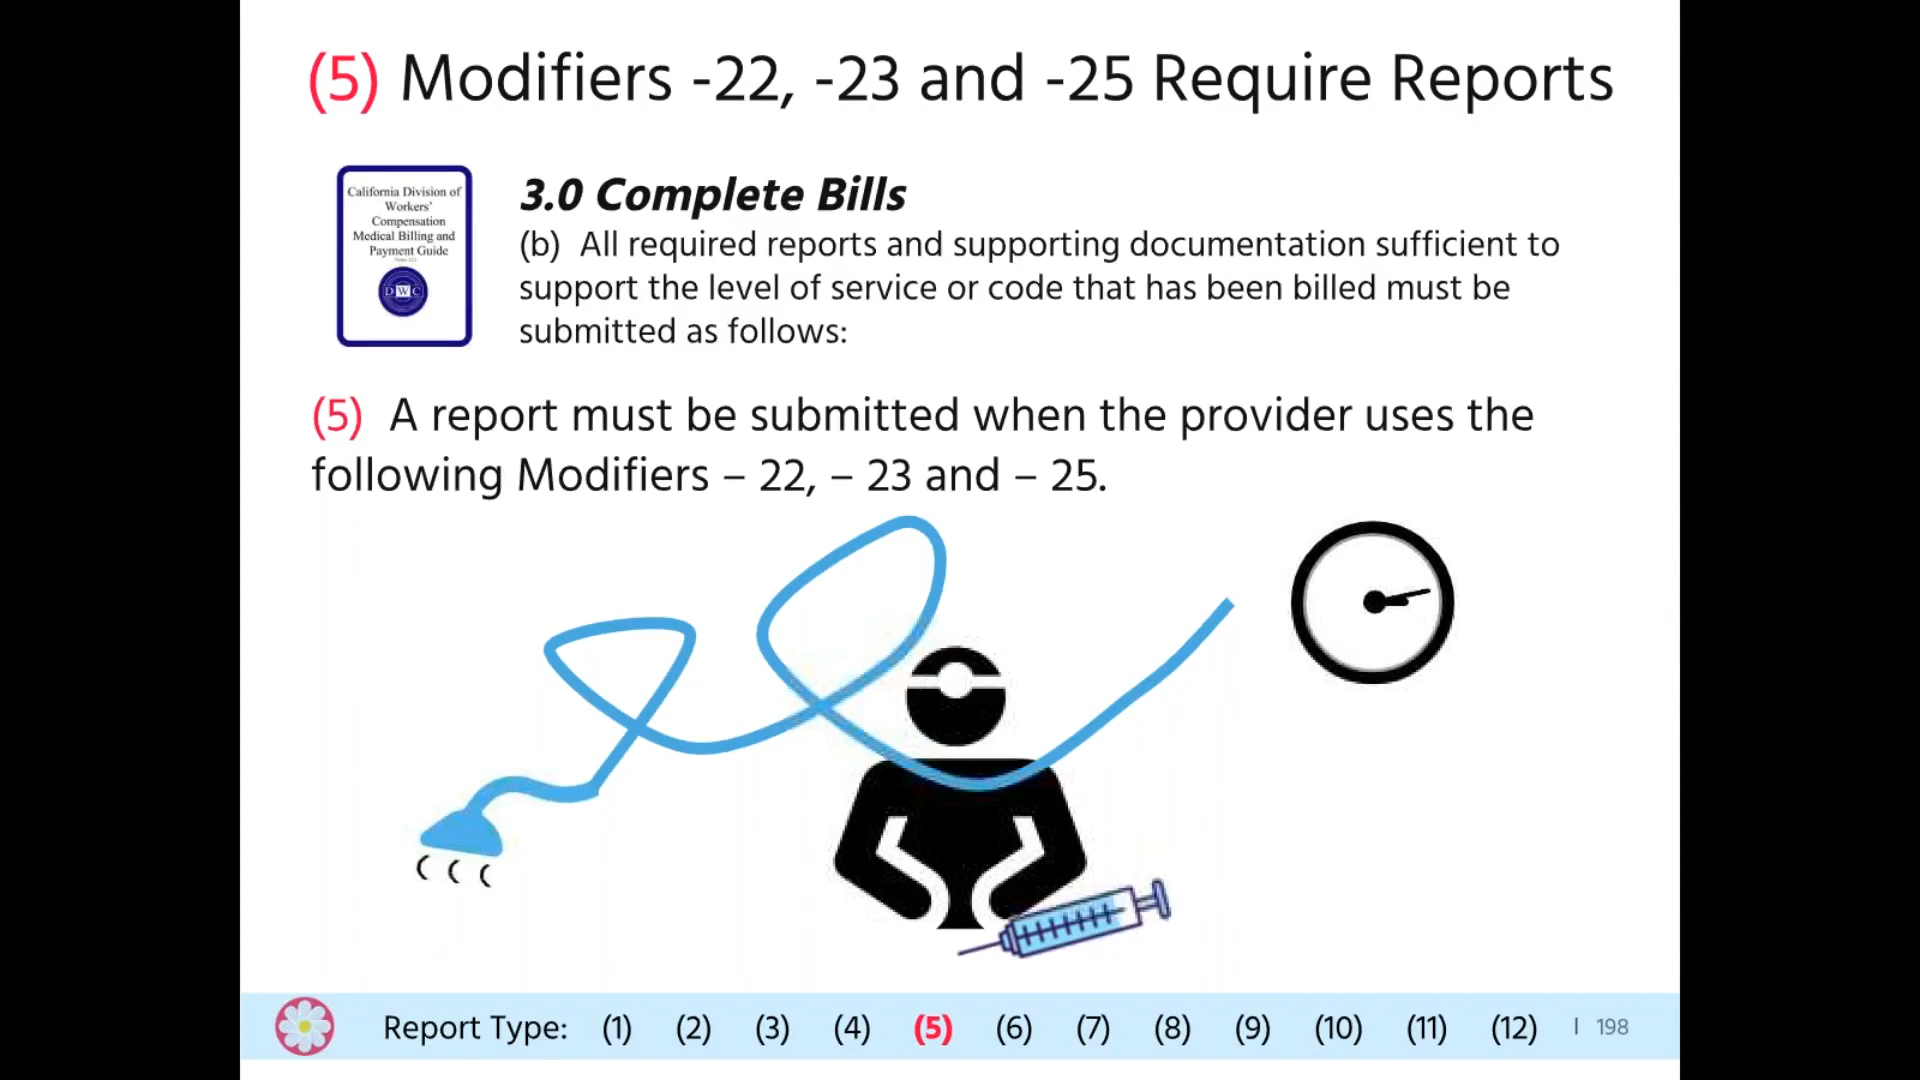 (5) Modifiers -22, -23 and -25 Require Reports
California Division of
Workers'
Compensation
Medical Billing and
Payment Guide
DWC
3.0 Complete Bills
(b) All required reports and supporting documentation sufficient to
support the level of service or code that has been billed must be
submitted as follows:
(5) A report must be submitted when the provider uses the
following Modifiers – 22, – 23 and – 25.
Report Type: (1) (2) (3) (4) (5) (6) (7) (8) (9) (10) (11) (12) | 198